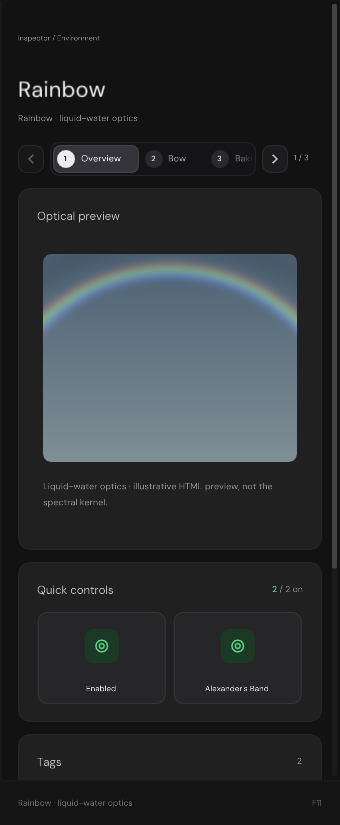 Inspector / Environment
Rainbow
Rainbow · liquid-water optics
1 Overview 2 Bow 3 Baki 1 / 3
Optical preview
Liquid-water optics · illustrative HTML preview, not the
spectral kernel.
Quick controls 2 / 2 on
Enabled Alexander's Band
Tags 2
Rainbow · liquid-water optics F11